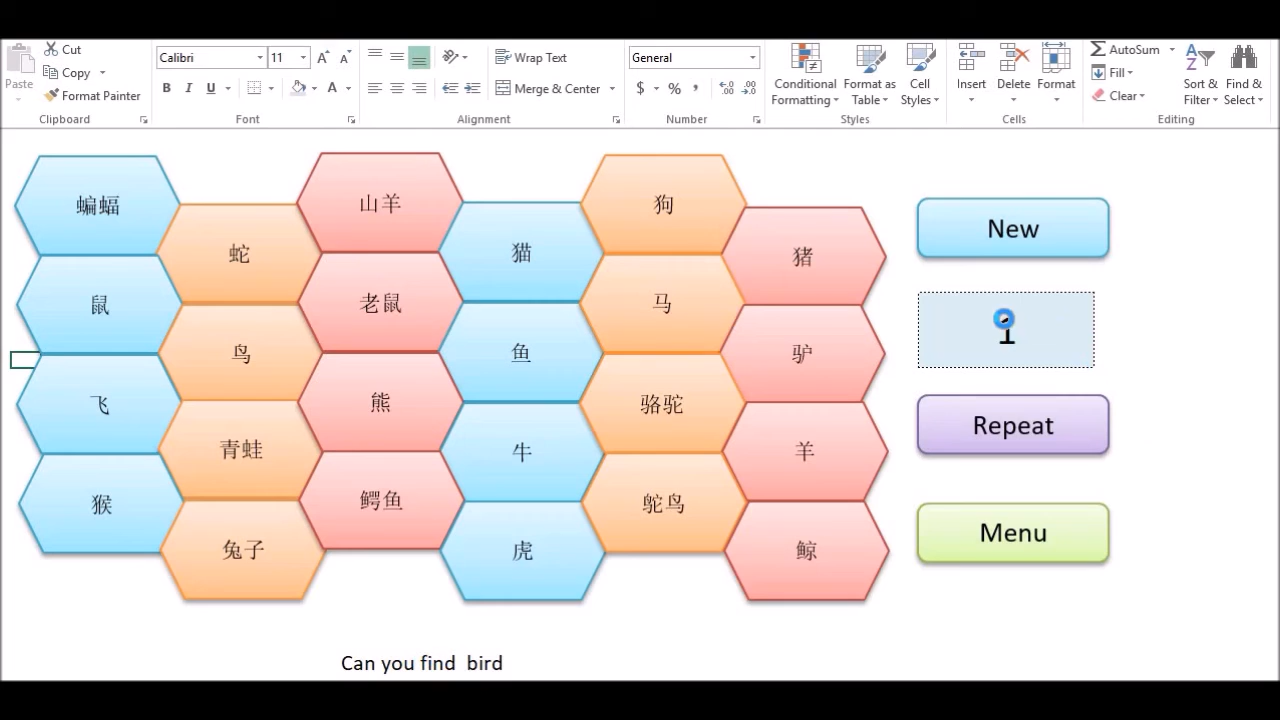 Cut
Copy
Paste
Format Painter
Clipboard
Calibri
11
B I U
Font
Wrap Text
Merge & Center
Alignment
General
$ % ,
Number
Conditional Formatting
Format as Table
Cell Styles
Styles
Insert
Delete
Format
Cells
AutoSum
Fill
Clear
Sort & Filter
Find & Select
Editing
蝙蝠
鼠
飞
猴
蛇
鸟
青蛙
兔子
山羊
老鼠
熊
鳄鱼
猫
鱼
牛
虎
狗
马
骆驼
鸵鸟
猪
驴
羊
鲸
New
1
Repeat
Menu
Can you find bird